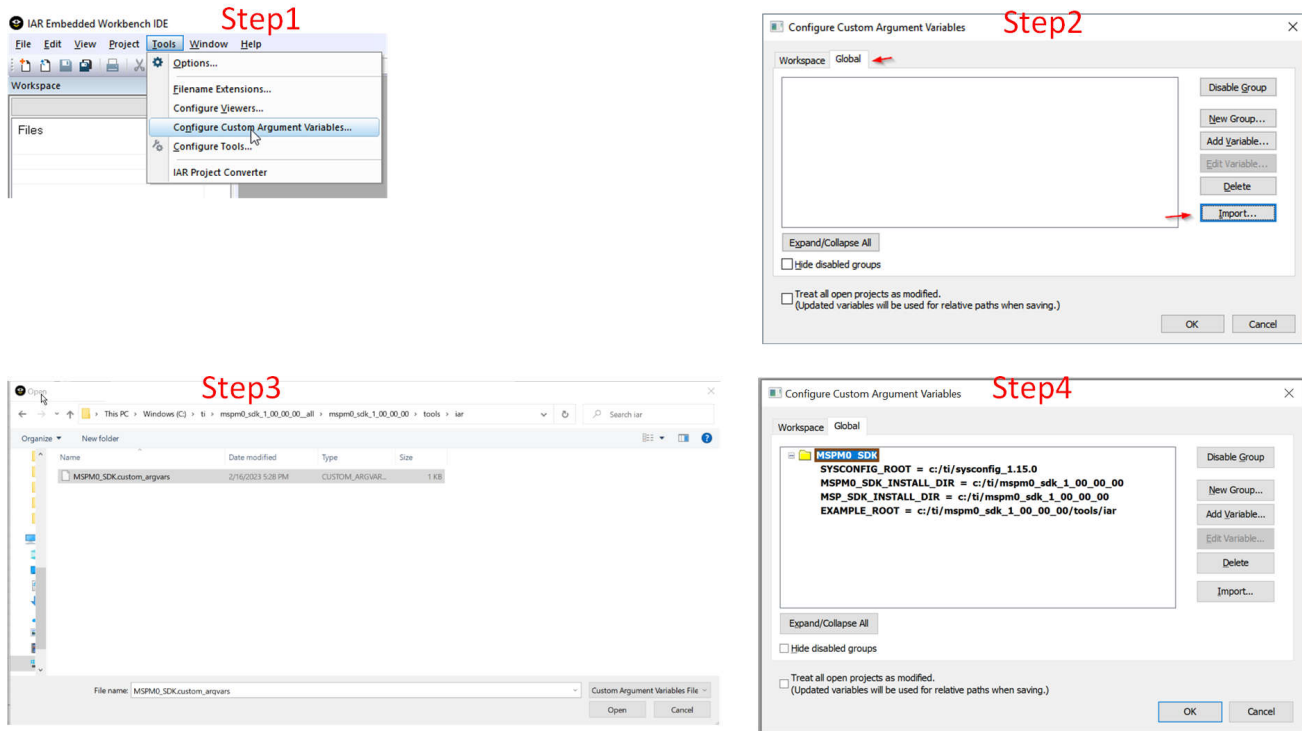 Step1
IAR Embedded Workbench IDE
File Edit View Project Tools Window Help
Options...
Workspace
Filename Extensions...
Configure Viewers...
Files
Configure Custom Argument Variables...
Configure Tools...
IAR Project Converter
Step2
Configure Custom Argument Variables
Workspace Global
Disable Group
New Group...
Add Variable...
Edit Variable...
Delete
Import...
Expand/Collapse All
Hide disabled groups
Treat all open projects as modified.
(Updated variables will be used for relative paths when saving.)
OK Cancel
Step3
Open
This PC › Windows (C:) › ti › mspm0_sdk_1_00_00_00__all › mspm0_sdk_1_00_00_00 › tools › iar
Search iar
Organize New folder
Name Date modified Type Size
MSPM0_SDK.custom_argvars 2/16/2023 5:28 PM CUSTOM_ARGVAR... 1 KB
File name: MSPM0_SDK.custom_argvars Custom Argument Variables File
Open Cancel
Step4
Configure Custom Argument Variables
Workspace Global
MSPM0_SDK
SYSCONFIG_ROOT = c:/ti/sysconfig_1.15.0
MSPM0_SDK_INSTALL_DIR = c:/ti/mspm0_sdk_1_00_00_00
MSP_SDK_INSTALL_DIR = c:/ti/mspm0_sdk_1_00_00_00
EXAMPLE_ROOT = c:/ti/mspm0_sdk_1_00_00_00/tools/iar
Disable Group
New Group...
Add Variable...
Edit Variable...
Delete
Import...
Expand/Collapse All
Hide disabled groups
Treat all open projects as modified.
(Updated variables will be used for relative paths when saving.)
OK Cancel